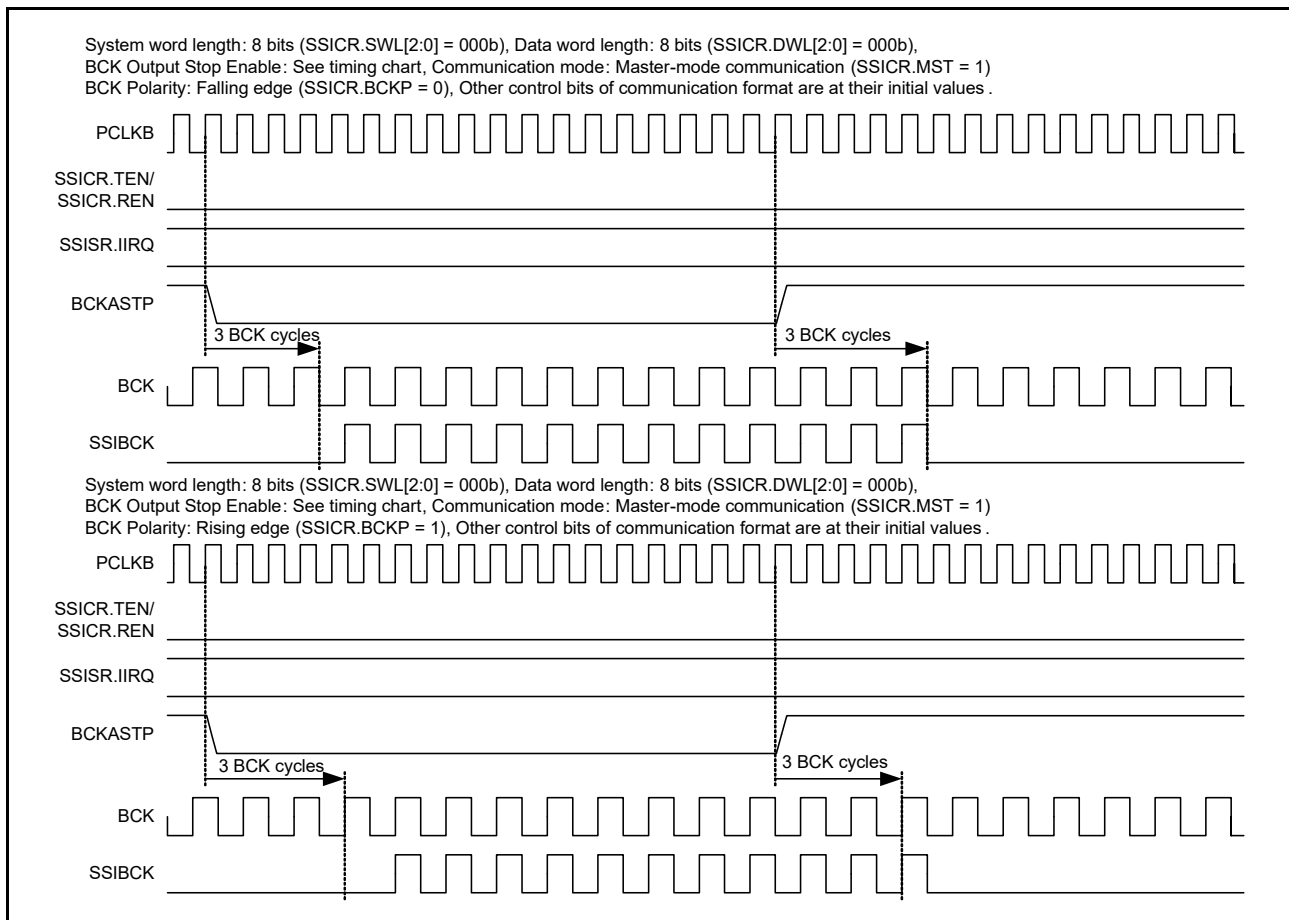 System word length: 8 bits (SSICR.SWL[2:0] = 000b), Data word length: 8 bits (SSICR.DWL[2:0] = 000b),
BCK Output Stop Enable: See timing chart, Communication mode: Master-mode communication (SSICR.MST = 1)
BCK Polarity: Falling edge (SSICR.BCKP = 0), Other control bits of communication format are at their initial values.
PCLKB
SSICR.TEN/
SSICR.REN
SSISR.IIRQ
BCKASTP
3 BCK cycles
3 BCK cycles
BCK
SSIBCK
System word length: 8 bits (SSICR.SWL[2:0] = 000b), Data word length: 8 bits (SSICR.DWL[2:0] = 000b),
BCK Output Stop Enable: See timing chart, Communication mode: Master-mode communication (SSICR.MST = 1)
BCK Polarity: Rising edge (SSICR.BCKP = 1), Other control bits of communication format are at their initial values.
PCLKB
SSICR.TEN/
SSICR.REN
SSISR.IIRQ
BCKASTP
3 BCK cycles
3 BCK cycles
BCK
SSIBCK